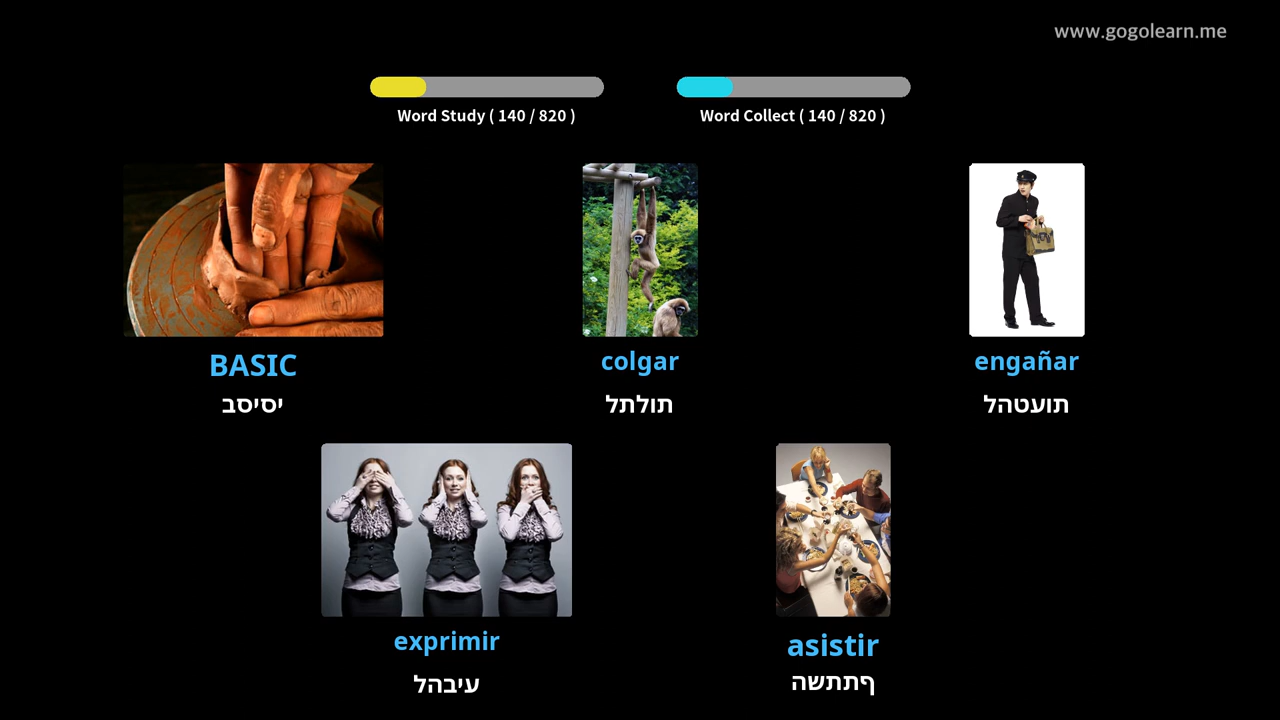 www.gogolearn.me
Word Study ( 140 / 820 )
Word Collect ( 140 / 820 )
BASIC
יסיסב
colgar
תולתל
engañar
תועטהל
exprimir
עיבהל
asistir
ףתתשה